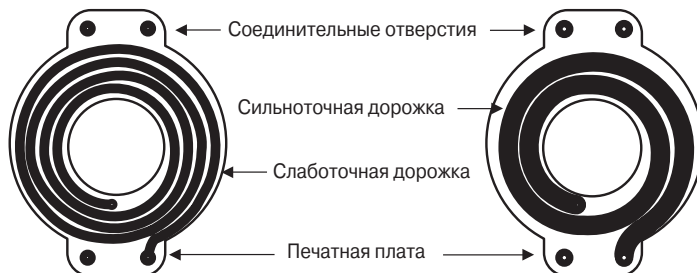 Соединительные отверстия
Сильноточная дорожка
Слаботочная дорожка
Печатная плата